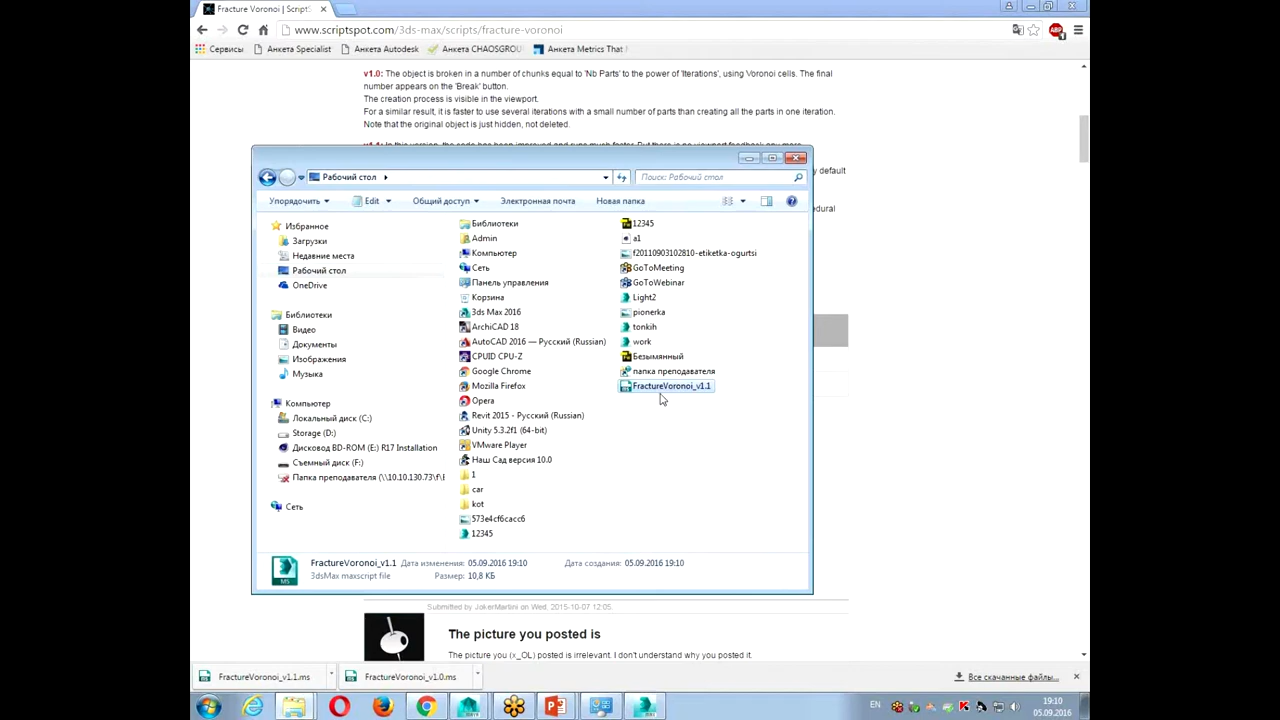 Fracture Voronoi | ScriptS
www.scriptspot.com/3ds-max/scripts/fracture-voronoi
Сервисы
Анкета Specialist
Анкета Autodesk
Анкета CHAOSGROU
Анкета Metrics That
v1.0: The object is broken in a number of chunks equal to 'Nb Parts' to the power of 'Iterations', using Voronoi cells. The final
number appears on the 'Break' button.
The creation process is visible in the viewport.
For a similar result, it is faster to use several iterations with a small number of parts than creating all the parts in one iteration.
Note that the original object is just hidden, not deleted.
y default
dural
Рабочий стол
Поиск: Рабочий стол
Упорядочить
Edit
Общий доступ
Электронная почта
Новая папка
Избранное
Загрузки
Недавние места
Рабочий стол
OneDrive
Библиотеки
Видео
Документы
Изображения
Музыка
Компьютер
Локальный диск (C:)
Storage (D:)
Дисковод BD-ROM (E:) R17 Installation
Съемный диск (F:)
Папка преподавателя (\\10.10.130.73\f\Е
Сеть
Библиотеки
Admin
Компьютер
Сеть
Панель управления
Корзина
3ds Max 2016
ArchiCAD 18
AutoCAD 2016 — Русский (Russian)
CPUID CPU-Z
Google Chrome
Mozilla Firefox
Opera
Revit 2015 - Русский (Russian)
Unity 5.3.2f1 (64-bit)
VMware Player
Наш Сад версия 10.0
1
car
kot
573e4cf6cacc6
12345
12345
a1
f20110903102810-etiketka-ogurtsi
GoToMeeting
GoToWebinar
Light2
pionerka
tonkih
work
Безымянный
папка преподавателя
FractureVoronoi_v1.1
MS
FractureVoronoi_v1.1 Дата изменения: 05.09.2016 19:10 Дата создания: 05.09.2016 19:10
3dsMax maxscript file Размер: 10,8 КБ
Submitted by JokerMartini on Wed, 2015-10-07 12:05.
The picture you posted is
The picture you (x_OL) posted is irrelevant. I don't understand why you posted it.
FractureVoronoi_v1.1.ms
FractureVoronoi_v1.0.ms
Все скачанные файлы...
EN
19:10
05.09.2016